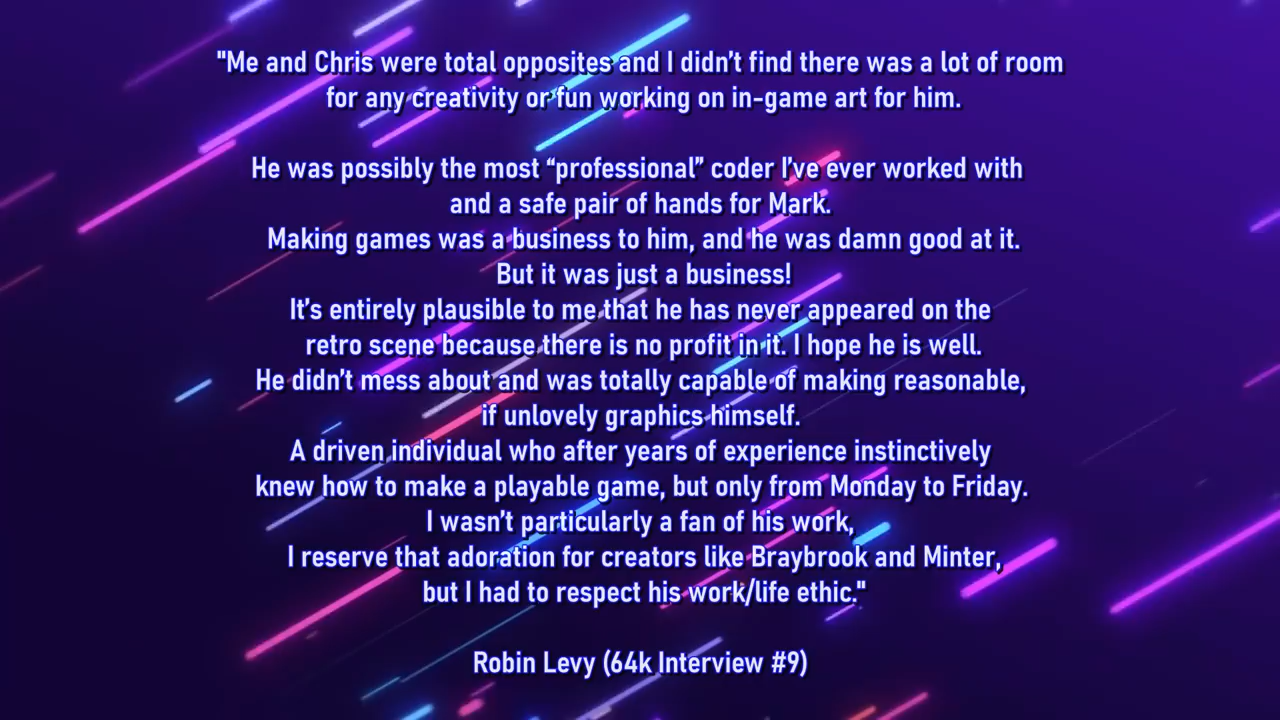 "Me and Chris were total opposites and I didn’t find there was a lot of room
for any creativity or fun working on in-game art for him.
He was possibly the most “professional” coder I’ve ever worked with
and a safe pair of hands for Mark.
Making games was a business to him, and he was damn good at it.
But it was just a business!
It’s entirely plausible to me that he has never appeared on the
retro scene because there is no profit in it. I hope he is well.
He didn’t mess about and was totally capable of making reasonable,
if unlovely graphics himself.
A driven individual who after years of experience instinctively
knew how to make a playable game, but only from Monday to Friday.
I wasn’t particularly a fan of his work,
I reserve that adoration for creators like Braybrook and Minter,
but I had to respect his work/life ethic."
Robin Levy (64k Interview #9)